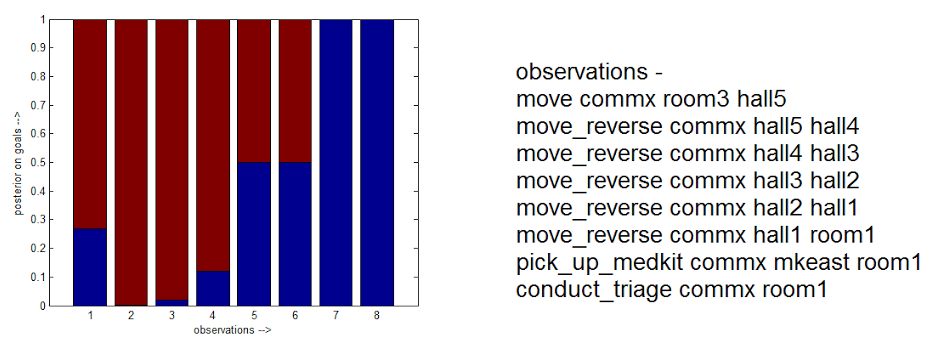 1
0.9
0.8
0.7
0.6
0.5
0.4
0.3
0.2
0.1
0
posterior on goals -->
1 2 3 4 5 6 7 8
observations -->
observations -
move commx room3 hall5
move_reverse commx hall5 hall4
move_reverse commx hall4 hall3
move_reverse commx hall3 hall2
move_reverse commx hall2 hall1
move_reverse commx hall1 room1
pick_up_medkit commx mkeast room1
conduct_triage commx room1